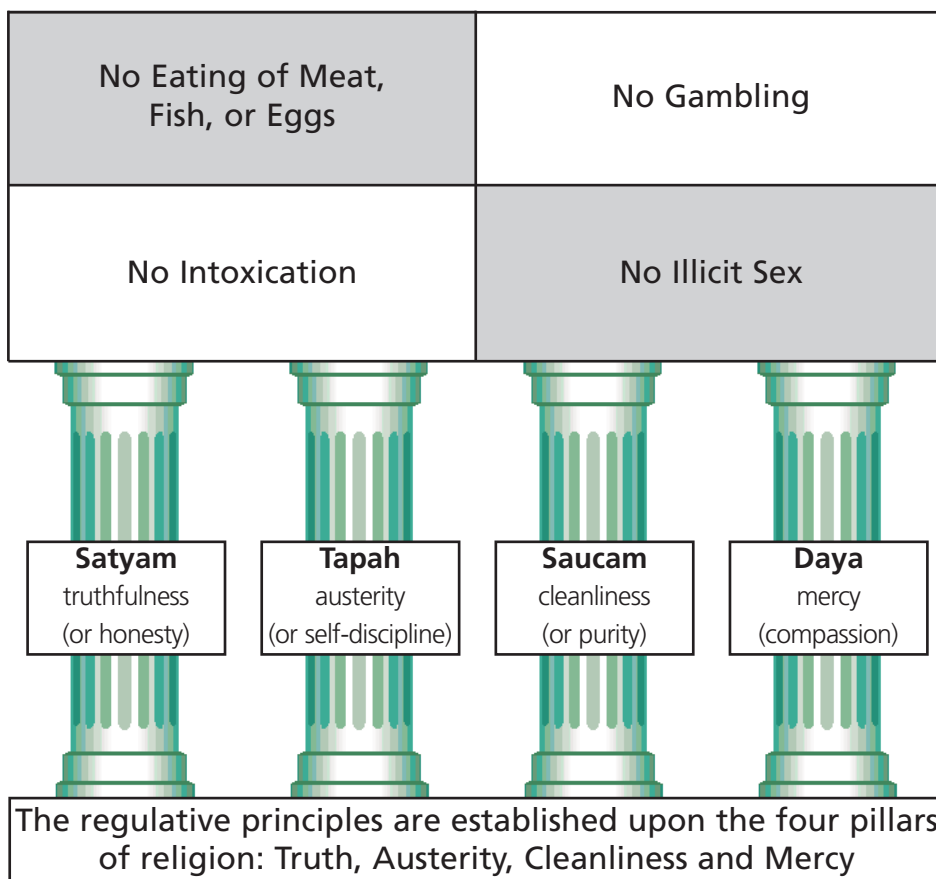 No Eating of Meat,
Fish, or Eggs
No Gambling
No Intoxication
No Illicit Sex
Satyam
truthfulness
(or honesty)
Tapah
austerity
(or self-discipline)
Saucam
cleanliness
(or purity)
Daya
mercy
(compassion)
The regulative principles are established upon the four pillars
of religion: Truth, Austerity, Cleanliness and Mercy